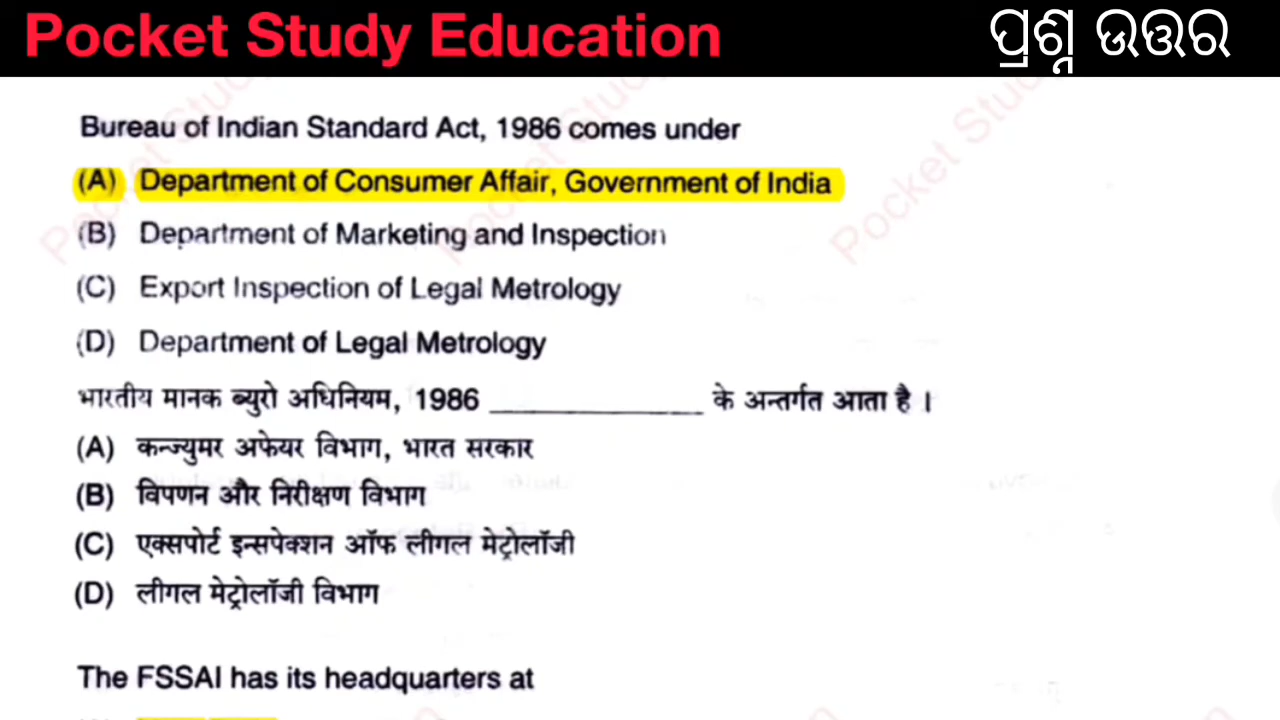 Pocket Study Education
ପ୍ରଶ୍ନ ଉତ୍ତର
Bureau of Indian Standard Act, 1986 comes under
(A) Department of Consumer Affair, Government of India
(B) Department of Marketing and Inspection
(C) Export Inspection of Legal Metrology
(D) Department of Legal Metrology
भारतीय मानक ब्युरो अधिनियम, 1986 ______________ के अन्तर्गत आता है ।
(A) कन्ज्युमर अफेयर विभाग, भारत सरकार
(B) विपणन और निरीक्षण विभाग
(C) एक्सपोर्ट इन्सपेक्शन ऑफ लीगल मेट्रोलॉजी
(D) लीगल मेट्रोलॉजी विभाग
The FSSAI has its headquarters at